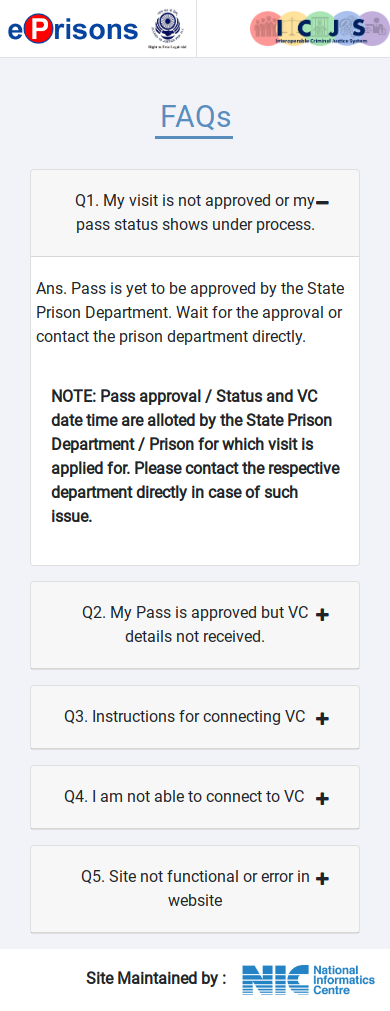 ePrisons
ICJS
Interoperable Criminal Justice System
FAQs
Q1. My visit is not approved or my
pass status shows under process.
Ans. Pass is yet to be approved by the State
Prison Department. Wait for the approval or
contact the prison department directly.
NOTE: Pass approval / Status and VC
date time are alloted by the State Prison
Department / Prison for which visit is
applied for. Please contact the respective
department directly in case of such
issue.
Q2. My Pass is approved but VC
details not received.
Q3. Instructions for connecting VC
Q4. I am not able to connect to VC
Q5. Site not functional or error in
website
Site Maintained by :
NIC
National
Informatics
Centre